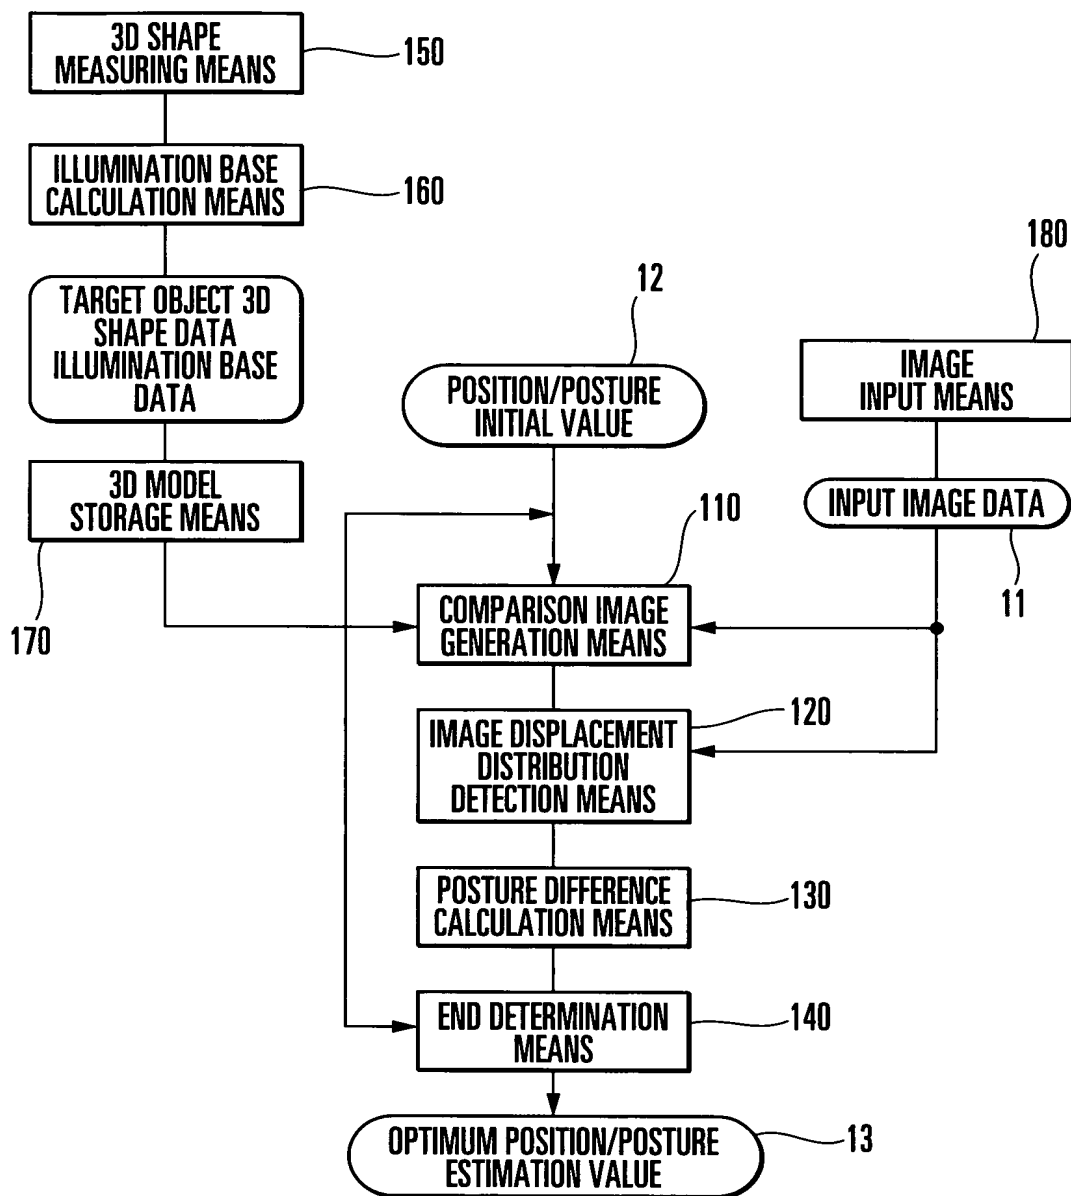 3D SHAPE
MEASURING MEANS
150
ILLUMINATION BASE
CALCULATION MEANS
160
TARGET OBJECT 3D
SHAPE DATA
ILLUMINATION BASE
DATA
3D MODEL
STORAGE MEANS
170
12
POSITION/POSTURE
INITIAL VALUE
180
IMAGE
INPUT MEANS
INPUT IMAGE DATA
11
110
COMPARISON IMAGE
GENERATION MEANS
120
IMAGE DISPLACEMENT
DISTRIBUTION
DETECTION MEANS
POSTURE DIFFERENCE
CALCULATION MEANS
130
END DETERMINATION
MEANS
140
OPTIMUM POSITION/POSTURE
ESTIMATION VALUE
13